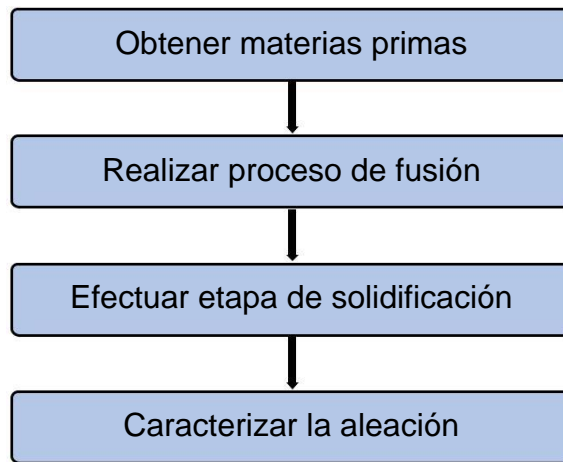 Obtener materias primas
Realizar proceso de fusión
Efectuar etapa de solidificación
Caracterizar la aleación